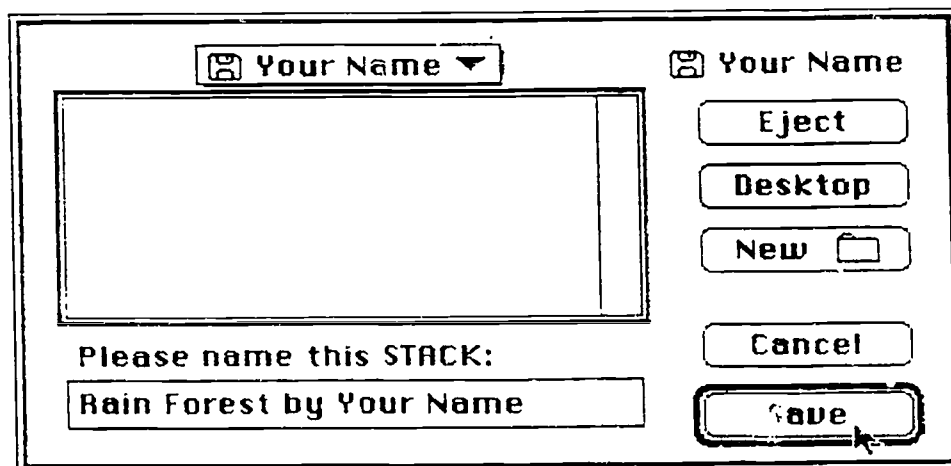 Your Name
Your Name
Eject
Desktop
New
Please name this STACK:
Cancel
Rain Forest by Your Name
Save